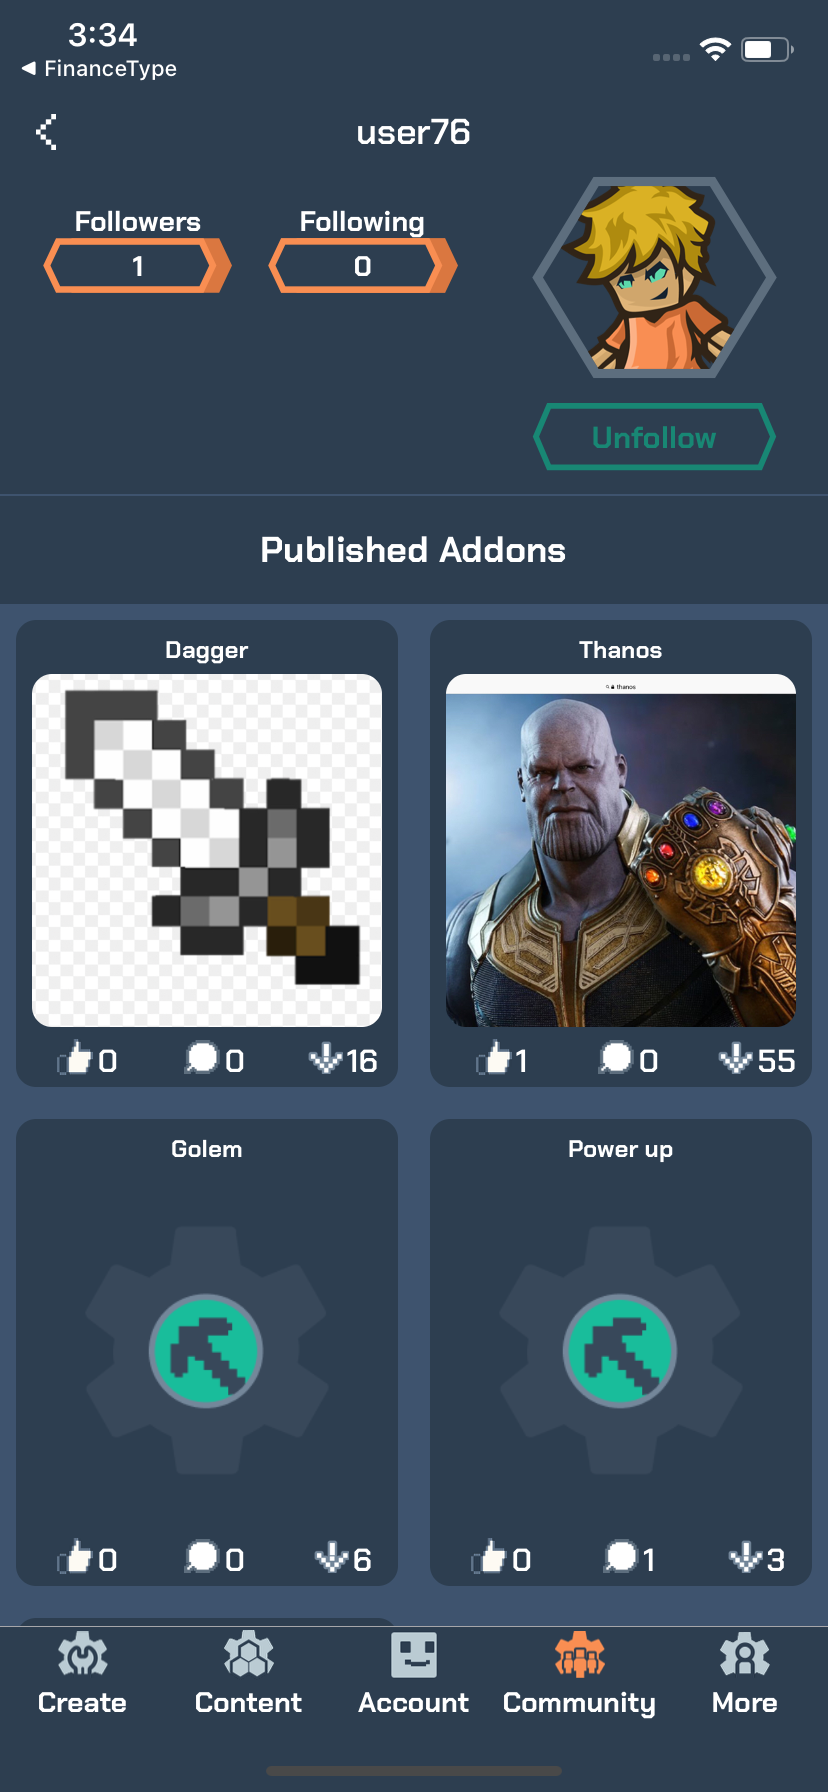 3:34
FinanceType
user76
Followers
Following
1
0
Unfollow
Published Addons
Dagger
Thanos
thanos
0
0
16
1
0
55
Golem
Power up
0
0
6
0
1
3
Create
Content
Account
Community
More